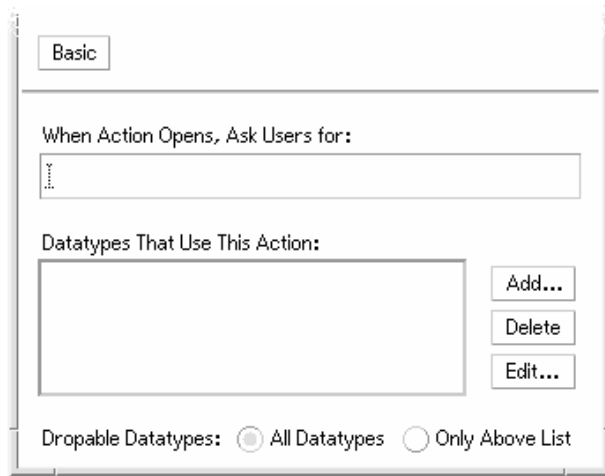 Basic
When Action Opens, Ask Users for:
Datatypes That Use This Action:
Add...
Delete
Edit...
Dropable Datatypes: All Datatypes Only Above List